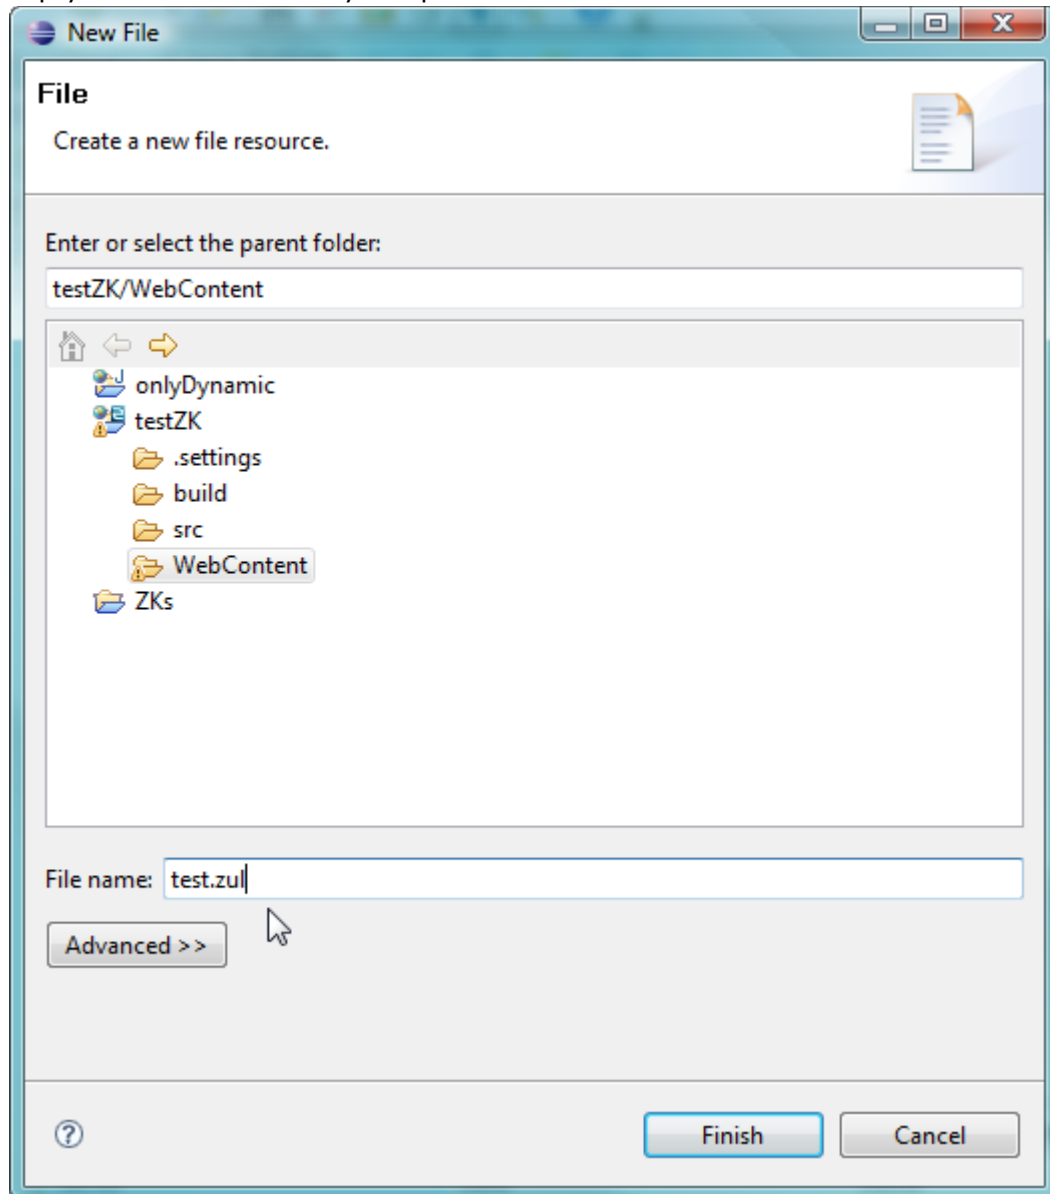 New File
File
Create a new file resource.
Enter or select the parent folder:
testZK/WebContent
onlyDynamic
testZK
.settings
build
src
WebContent
ZKs
File name: test.zul
Advanced >>
Finish Cancel